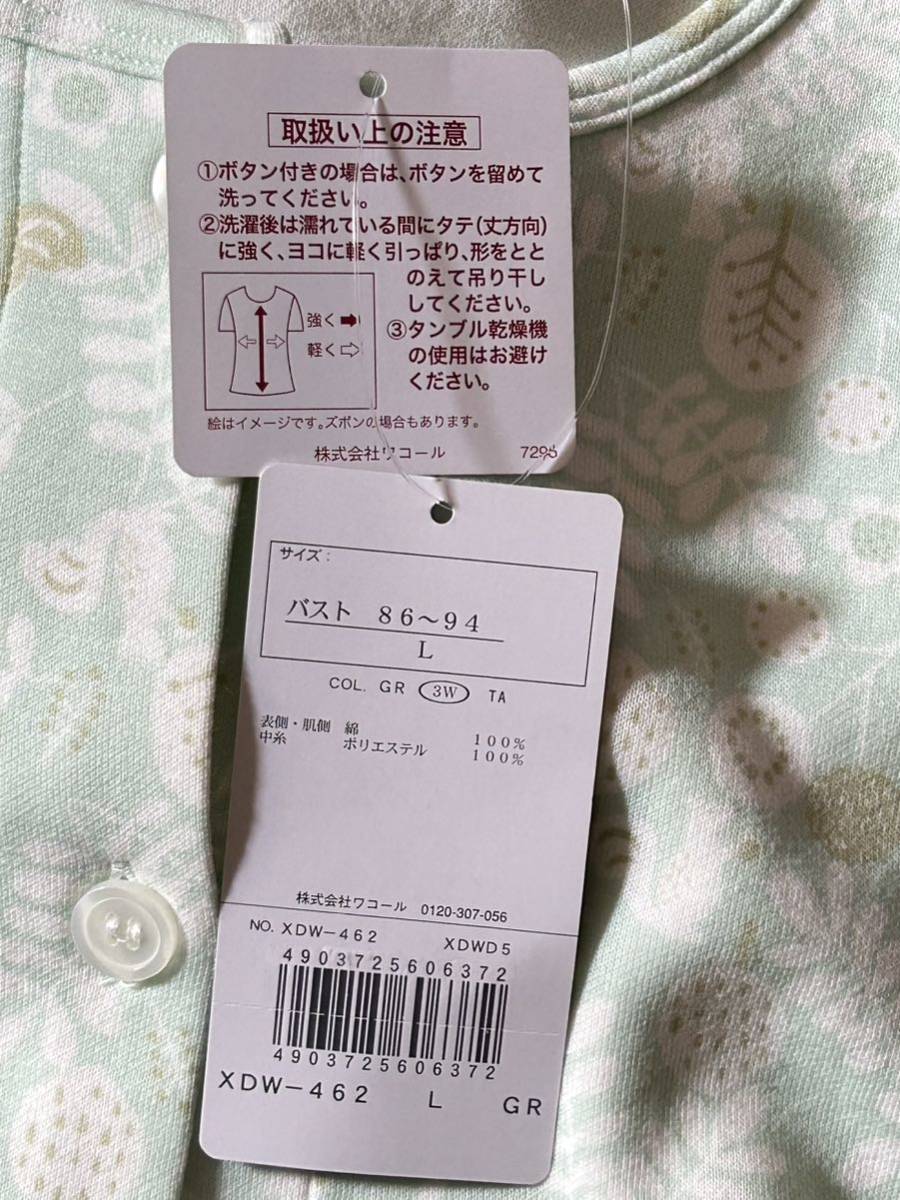 取扱い上の注意
①ボタン付きの場合は、ボタンを留めて
洗ってください。
②洗濯後は濡れている間にタテ(丈方向)
に強く、ヨコに軽く引っぱり、形をとと
のえて吊り干し
してください。
強く
軽く
③タンブル乾燥機
の使用はお避け
ください。
絵はイメージです。ズボンの場合もあります。
株式会社ワコール 7295
サイズ:
バスト 86～94
L
COL. GR 3W TA
表側・肌側 綿 100%
中糸 ポリエステル 100%
株式会社ワコール 0120-307-056
NO. XDW-462 XDWD5
4903725606372
4903725606372
XDW-462 L GR